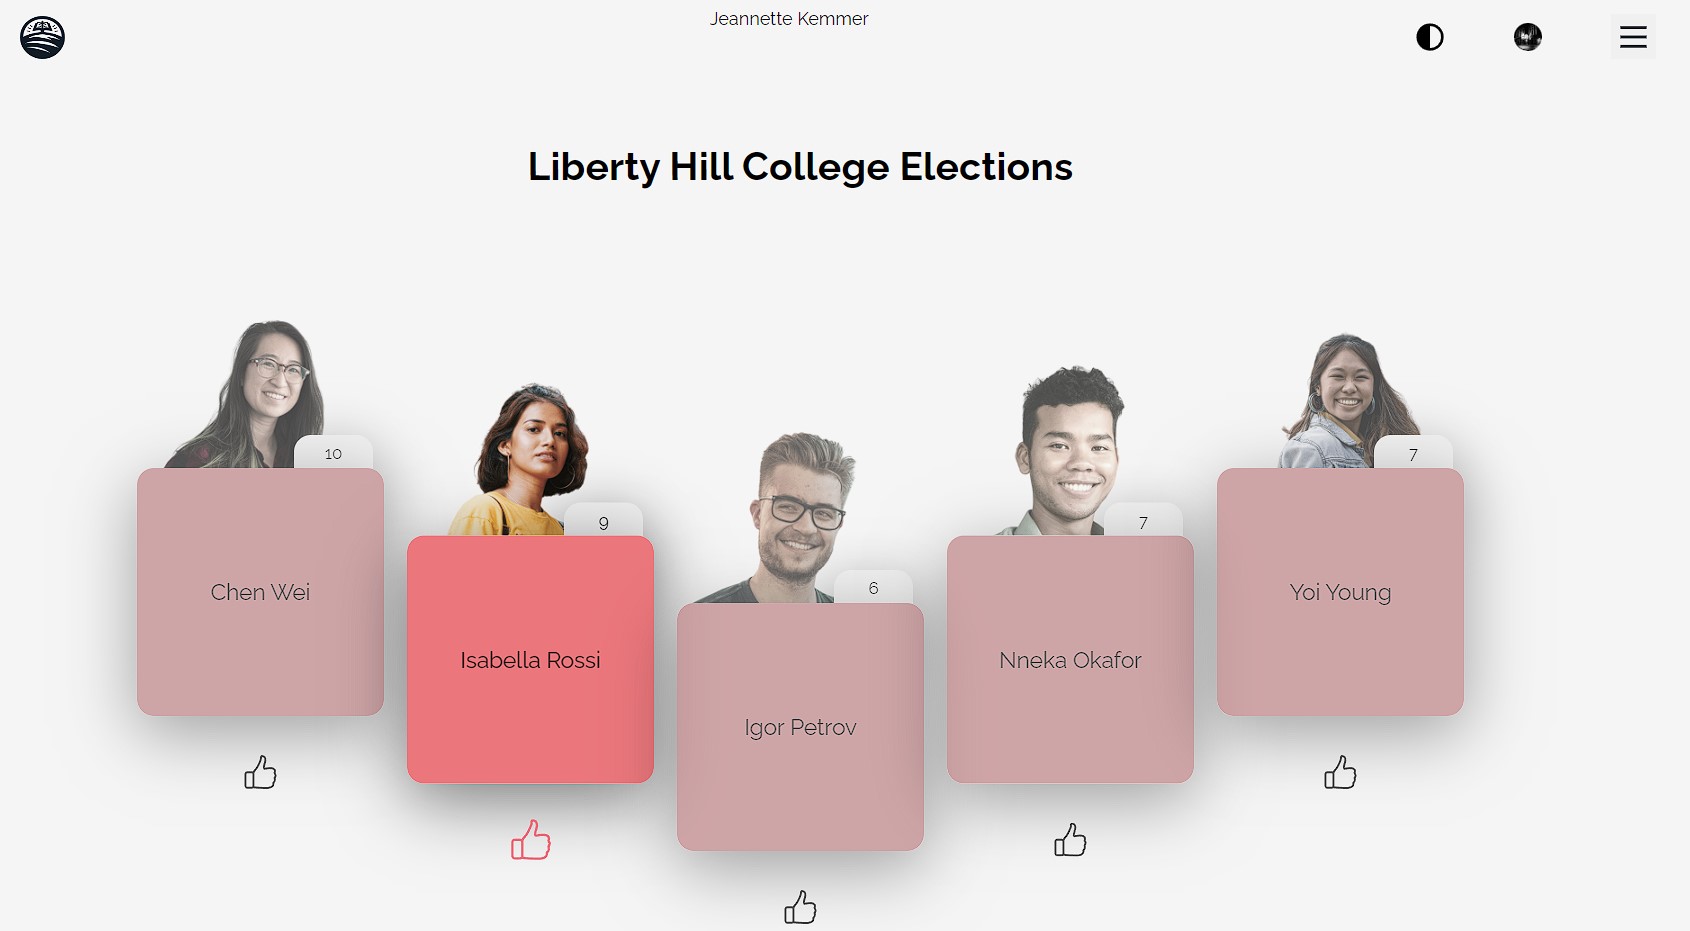 Jeannette Kemmer
Liberty Hill College Elections
10
Chen Wei
9
Isabella Rossi
6
Igor Petrov
7
Nneka Okafor
7
Yoi Young